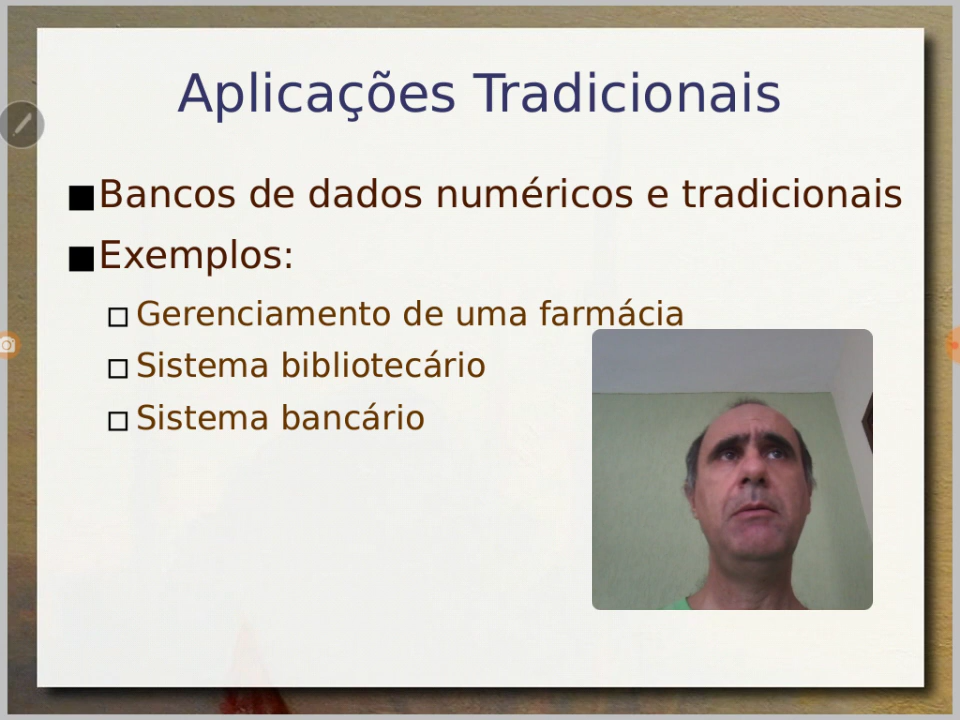 Aplicações Tradicionais
Bancos de dados numéricos e tradicionais
Exemplos:
Gerenciamento de uma farmácia
Sistema bibliotecário
Sistema bancário